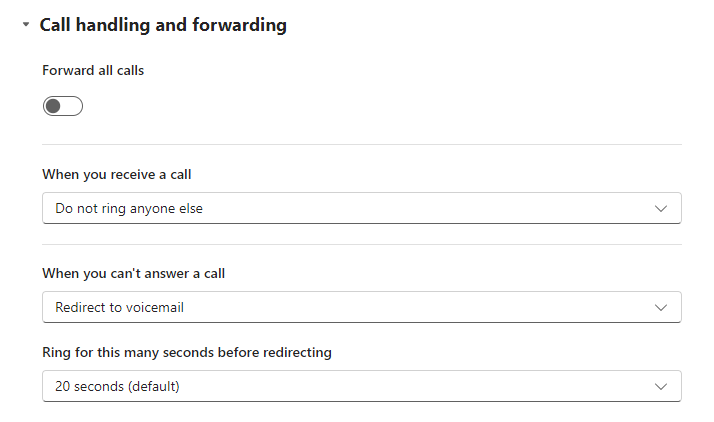 Call handling and forwarding
Forward all calls
When you receive a call
Do not ring anyone else
When you can't answer a call
Redirect to voicemail
Ring for this many seconds before redirecting
20 seconds (default)